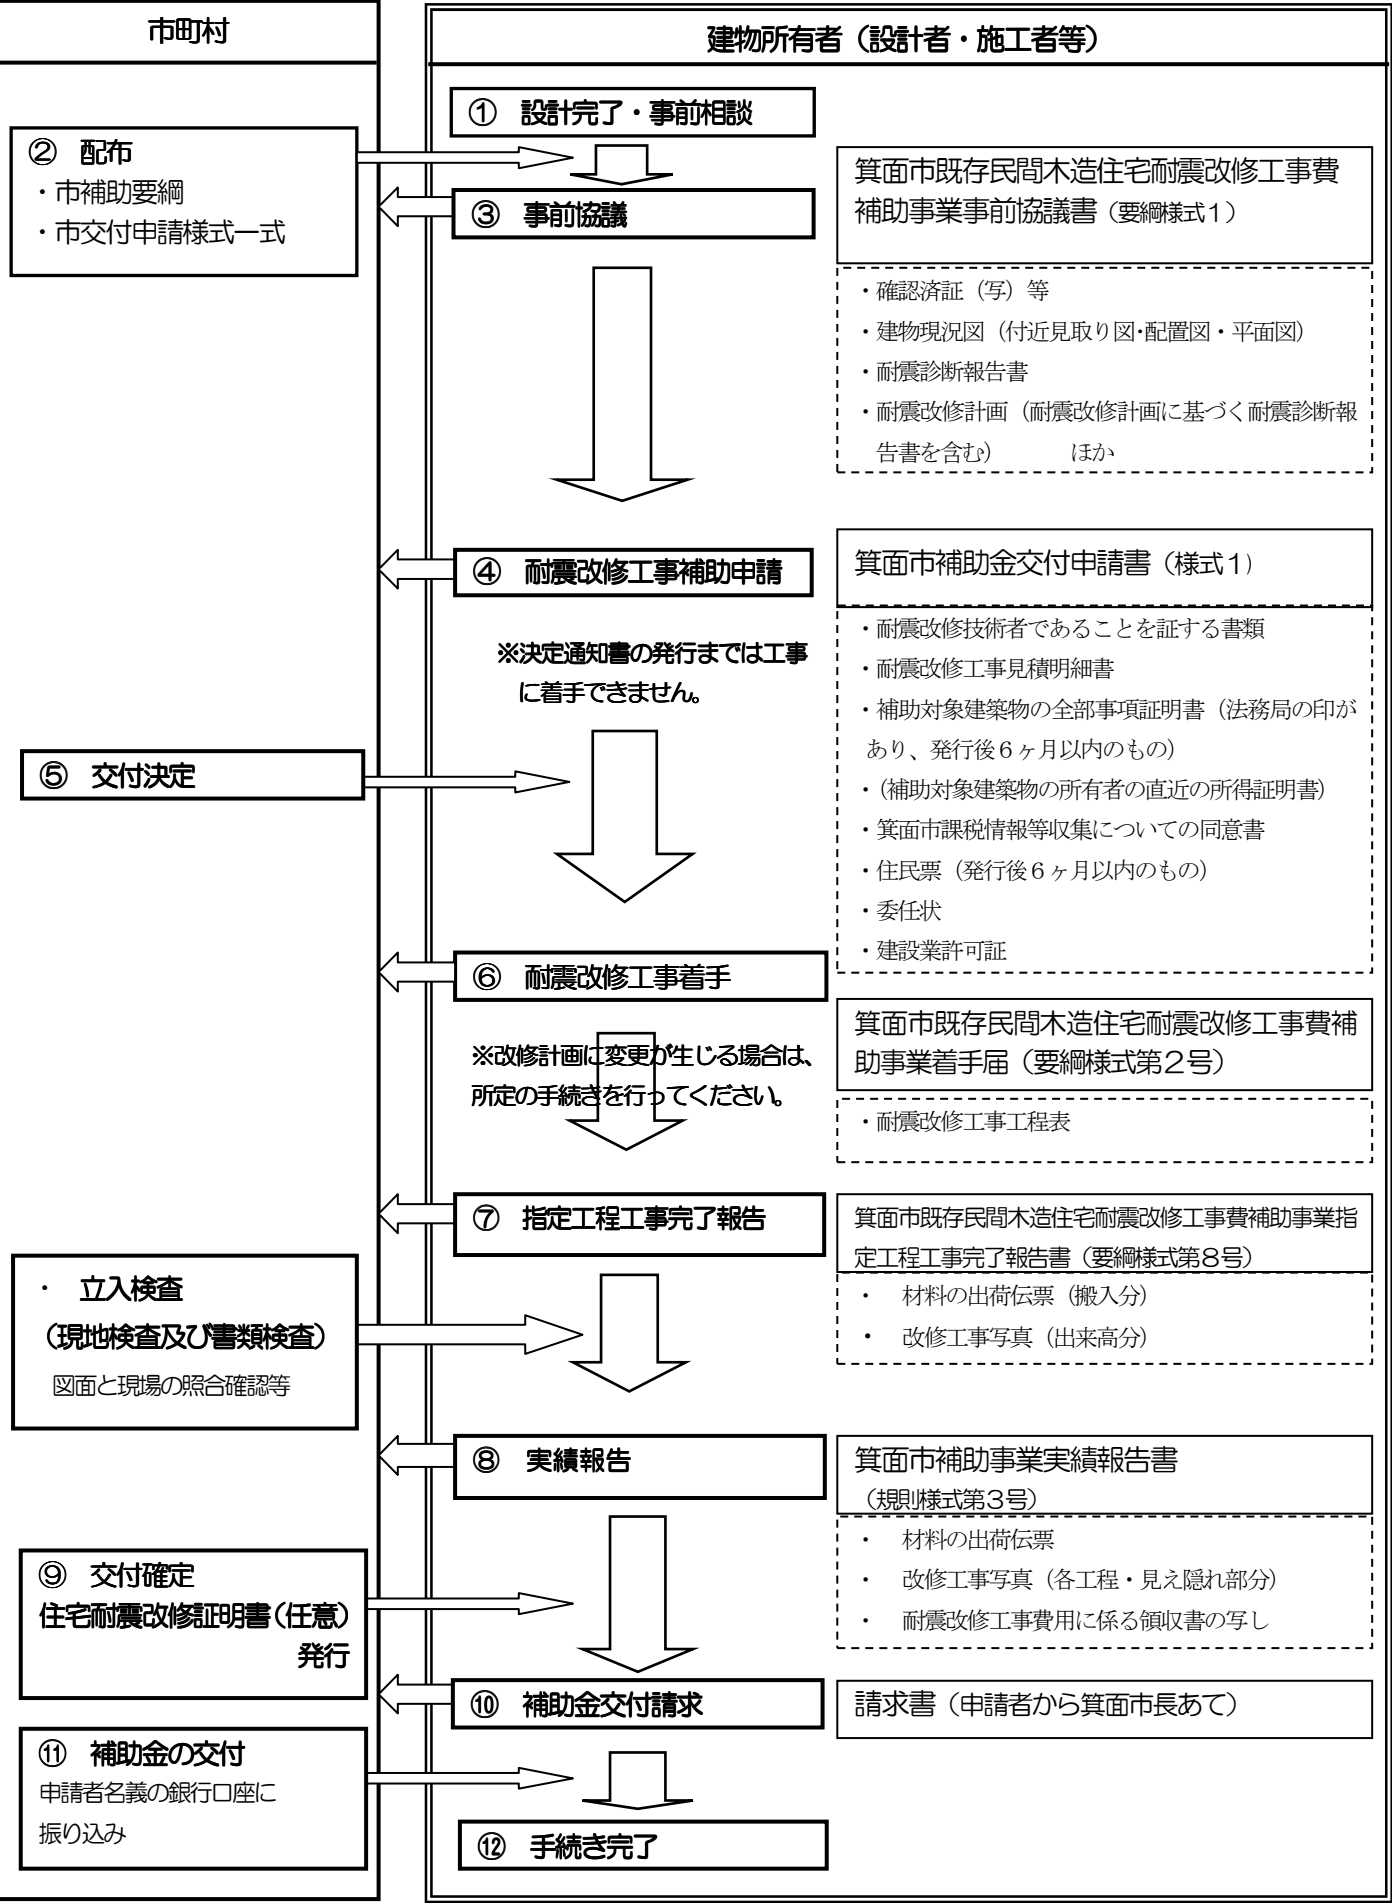 市町村
建物所有者（設計者・施工者等）
① 設計完了・事前相談
② 配布
・市補助要綱
・市交付申請様式一式
③ 事前協議
箕面市既存民間木造住宅耐震改修工事費
補助事業事前協議書（要綱様式１）
・確認済証（写）等
・建物現況図（付近見取り図・配置図・平面図）
・耐震診断報告書
・耐震改修計画（耐震改修計画に基づく耐震診断報
告書を含む） ほか
④ 耐震改修工事補助申請
※決定通知書の発行までは工事
に着手できません。
箕面市補助金交付申請書（様式１）
・耐震改修技術者であることを証する書類
・耐震改修工事見積明細書
・補助対象建築物の全部事項証明書（法務局の印が
あり、発行後６ヶ月以内のもの）
・（補助対象建築物の所有者の直近の所得証明書）
・箕面市課税情報等収集についての同意書
・住民票（発行後６ヶ月以内のもの）
・委任状
・建設業許可証
⑤ 交付決定
⑥ 耐震改修工事着手
※改修計画に変更が生じる場合は、
所定の手続きを行ってください。
箕面市既存民間木造住宅耐震改修工事費補
助事業着手届（要綱様式第２号）
・耐震改修工事工程表
⑦ 指定工程工事完了報告
箕面市既存民間木造住宅耐震改修工事費補助事業指
定工程工事完了報告書（要綱様式第８号）
・ 材料の出荷伝票（搬入分）
・ 改修工事写真（出来高分）
・ 立入検査
（現地検査及び書類検査）
図面と現場の照合確認等
⑧ 実績報告
箕面市補助事業実績報告書
（規則様式第３号）
・ 材料の出荷伝票
・ 改修工事写真（各工程・見え隠れ部分）
・ 耐震改修工事費用に係る領収書の写し
⑨ 交付確定
住宅耐震改修証明書（任意）
発行
⑩ 補助金交付請求
請求書（申請者から箕面市長あて）
⑪ 補助金の交付
申請者名義の銀行口座に
振り込み
⑫ 手続き完了